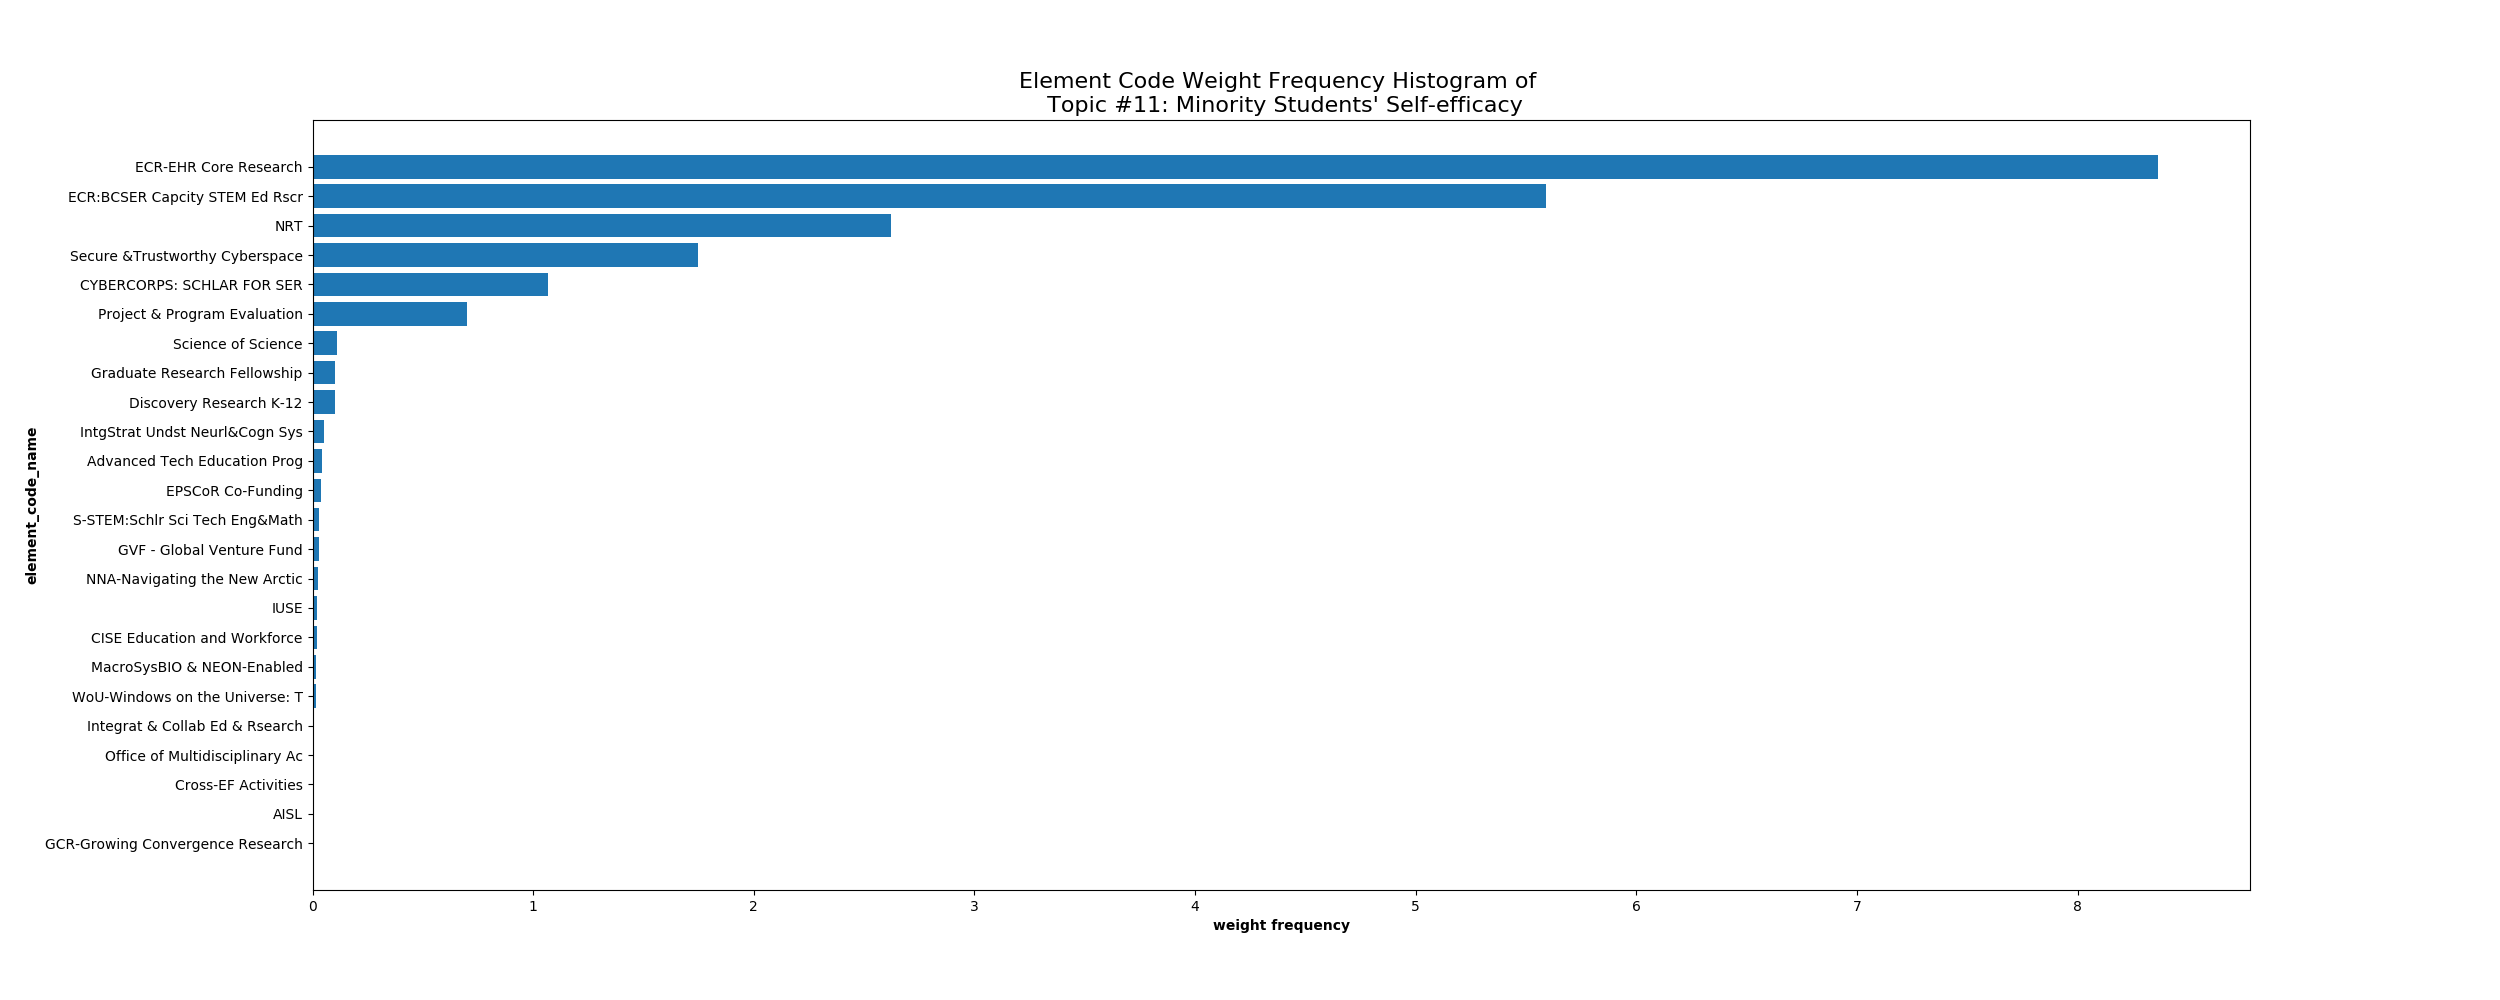 Element Code Weight Frequency Histogram of
Topic #11: Minority Students' Self-efficacy
element_code_name
ECR-EHR Core Research
ECR:BCSER Capcity STEM Ed Rscr
NRT
Secure &Trustworthy Cyberspace
CYBERCORPS: SCHLAR FOR SER
Project & Program Evaluation
Science of Science
Graduate Research Fellowship
Discovery Research K-12
IntgStrat Undst Neurl&Cogn Sys
Advanced Tech Education Prog
EPSCoR Co-Funding
S-STEM:Schlr Sci Tech Eng&Math
GVF - Global Venture Fund
NNA-Navigating the New Arctic
IUSE
CISE Education and Workforce
MacroSysBIO & NEON-Enabled
WoU-Windows on the Universe: T
Integrat & Collab Ed & Rsearch
Office of Multidisciplinary Ac
Cross-EF Activities
AISL
GCR-Growing Convergence Research
0 1 2 3 4 5 6 7 8
weight frequency